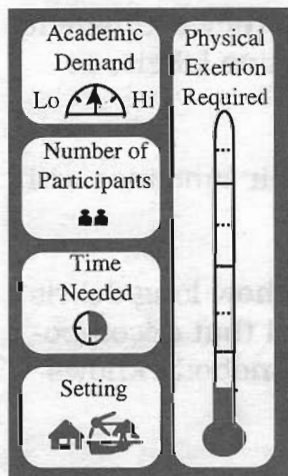 Academic
Demand
Lo Hi
Number of
Participants
Time
Needed
Setting
Physical
Exertion
Required